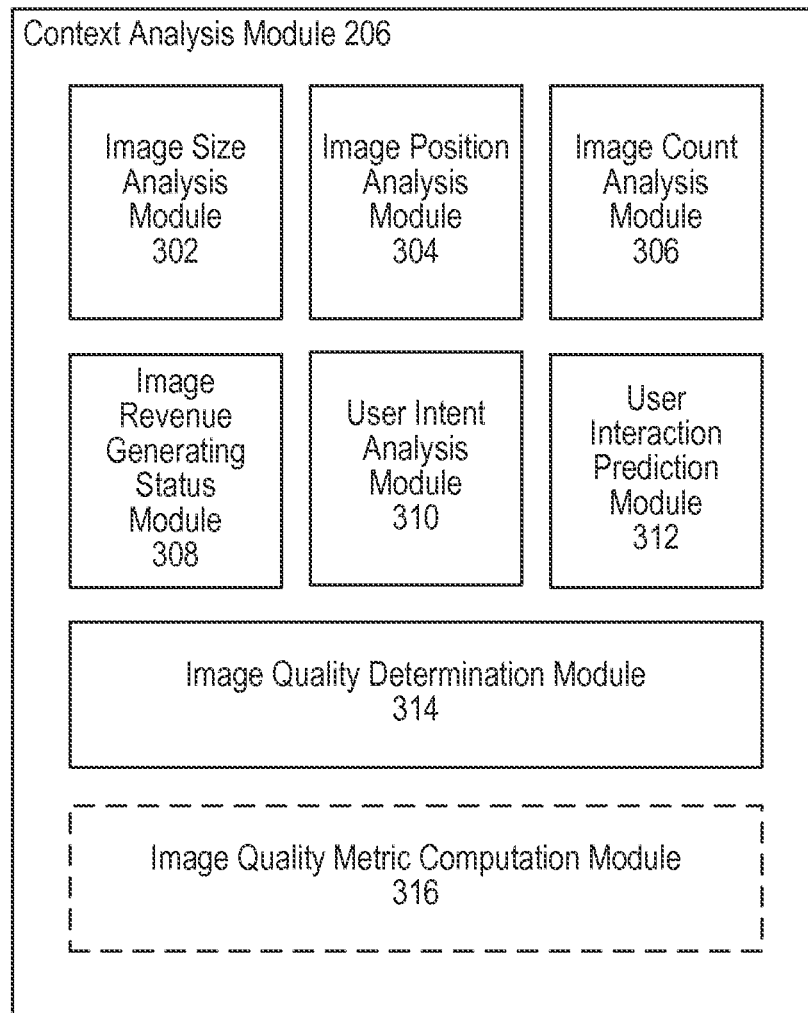 Context Analysis Module 206
Image Size
Analysis
Module
302
Image Position
Analysis
Module
304
Image Count
Analysis
Module
306
Image
Revenue
Generating
Status
Module
308
User Intent
Analysis
Module
310
User
Interaction
Prediction
Module
312
Image Quality Determination Module
314
Image Quality Metric Computation Module
316